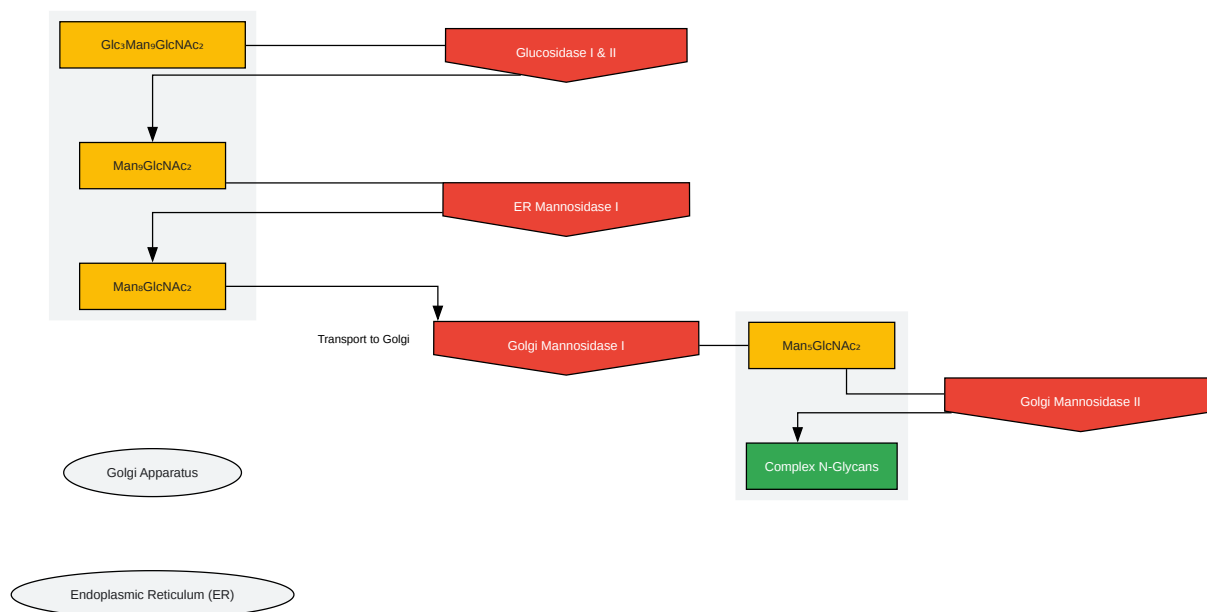 Glc₃Man₉GlcNAc₂
Glucosidase I & II
Man₉GlcNAc₂
ER Mannosidase I
Man₈GlcNAc₂
Transport to Golgi
Golgi Mannosidase I
Man₅GlcNAc₂
Golgi Mannosidase II
Complex N-Glycans
Golgi Apparatus
Endoplasmic Reticulum (ER)